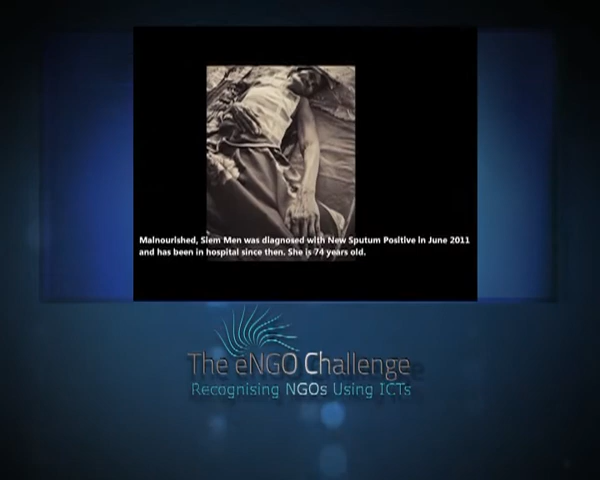 Malnourished, Siem Men was diagnosed with New Sputum Positive in June 2011
and has been in hospital since then. She is 74 years old.
The eNGO Challenge
Recognising NGOs Using ICTs